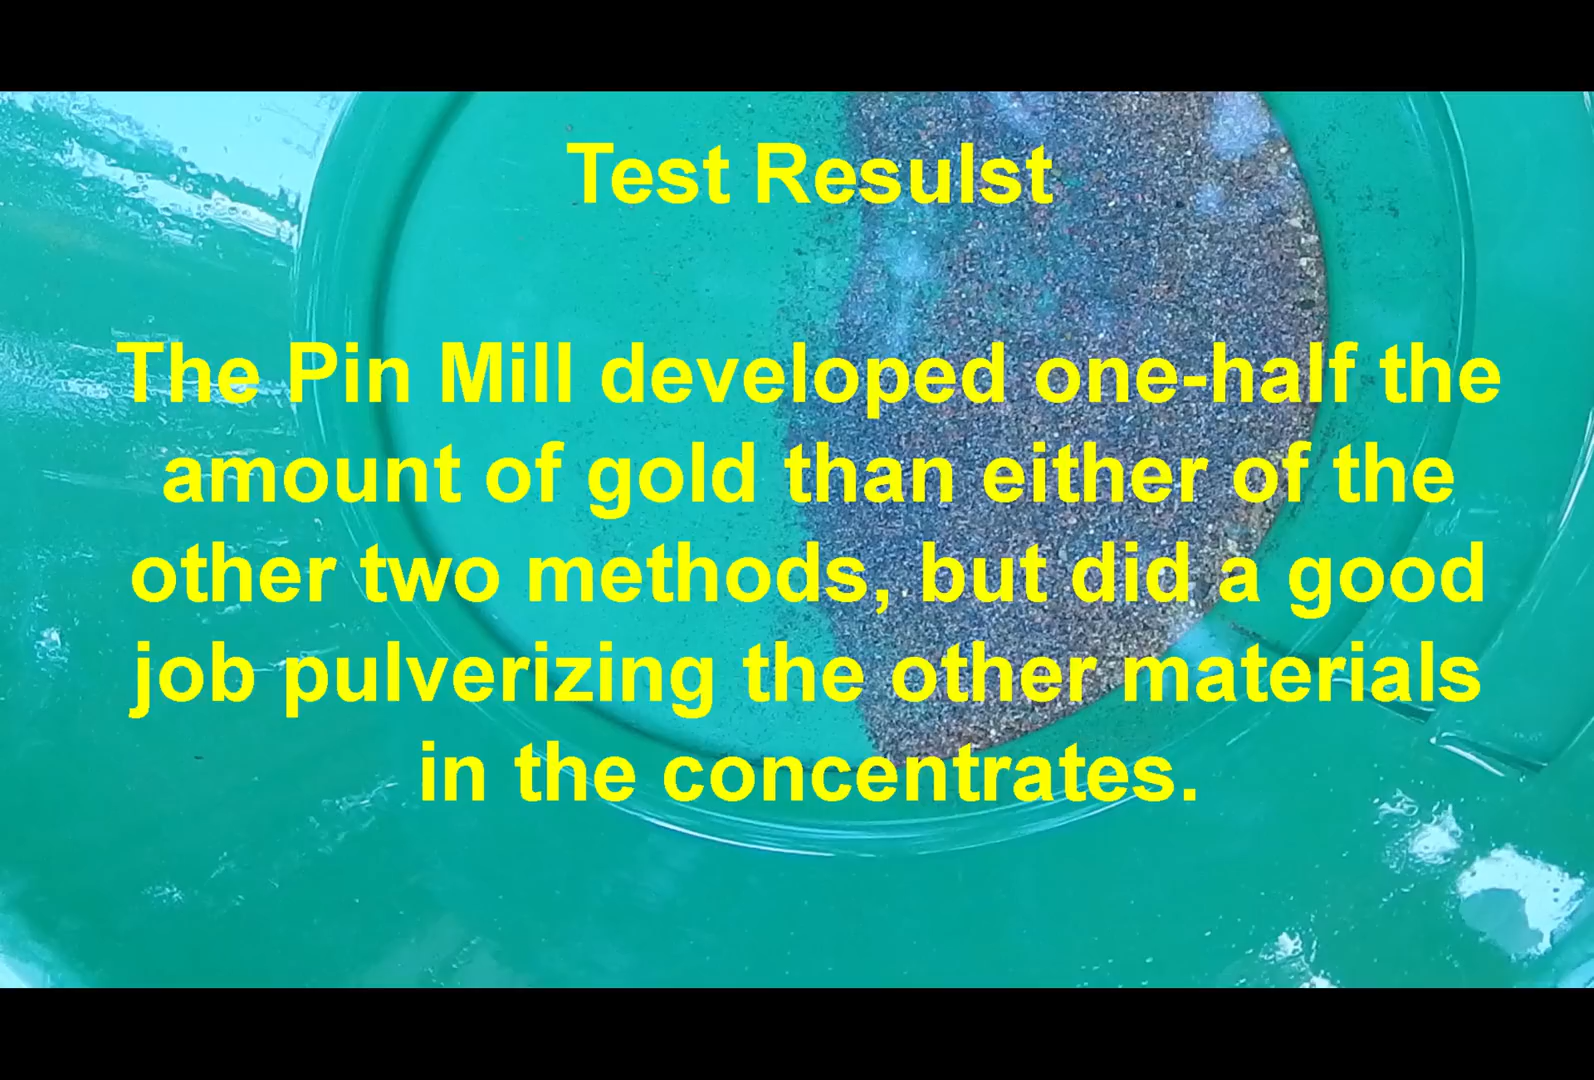 Test Resulst
The Pin Mill developed one-half the
amount of gold than either of the
other two methods, but did a good
job pulverizing the other materials
in the concentrates.